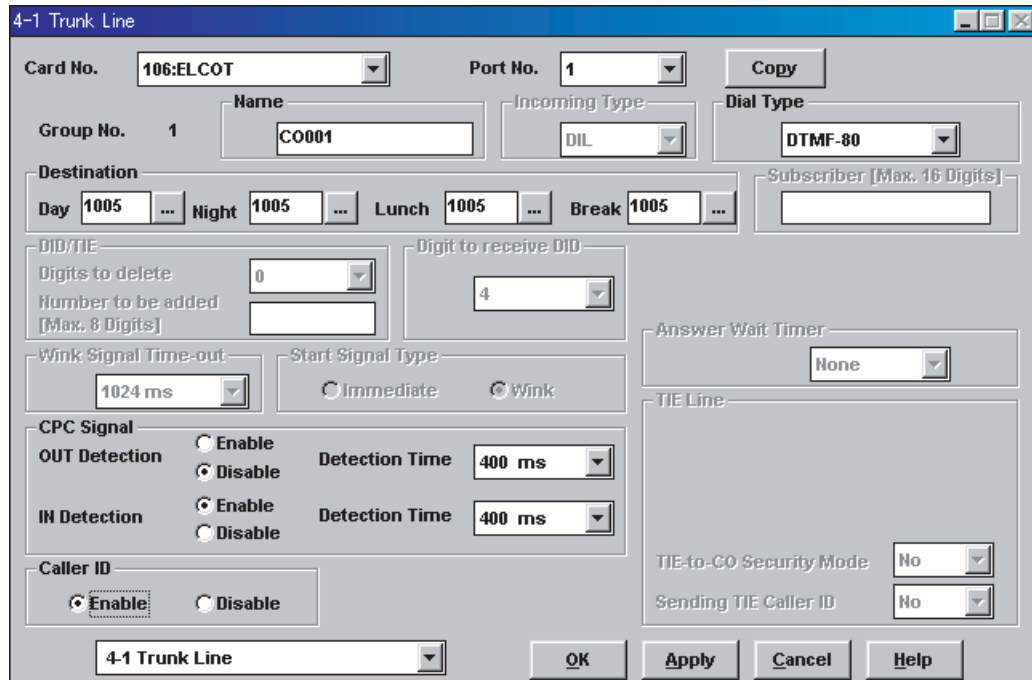 4-1 Trunk Line
Card No. 106:ELCOT Port No. 1 Copy
Name Incoming Type Dial Type
Group No. 1 CO001 DIL DTMF-80
Destination Subscriber [Max. 16 Digits]
Day 1005 ... Night 1005 ... Lunch 1005 ... Break 1005 ...
DID/TIE Digit to receive DID
Digits to delete 0
4
Number to be added
[Max. 8 Digits]
Answer Wait Timer
None
Wink Signal Time-out Start Signal Type
1024 ms Immediate Wink
TIE Line
CPC Signal
OUT Detection Enable
Disable Detection Time 400 ms
IN Detection Enable
Disable Detection Time 400 ms
TIE-to-CO Security Mode No
Caller ID
Enable Disable
Sending TIE Caller ID No
4-1 Trunk Line OK Apply Cancel Help